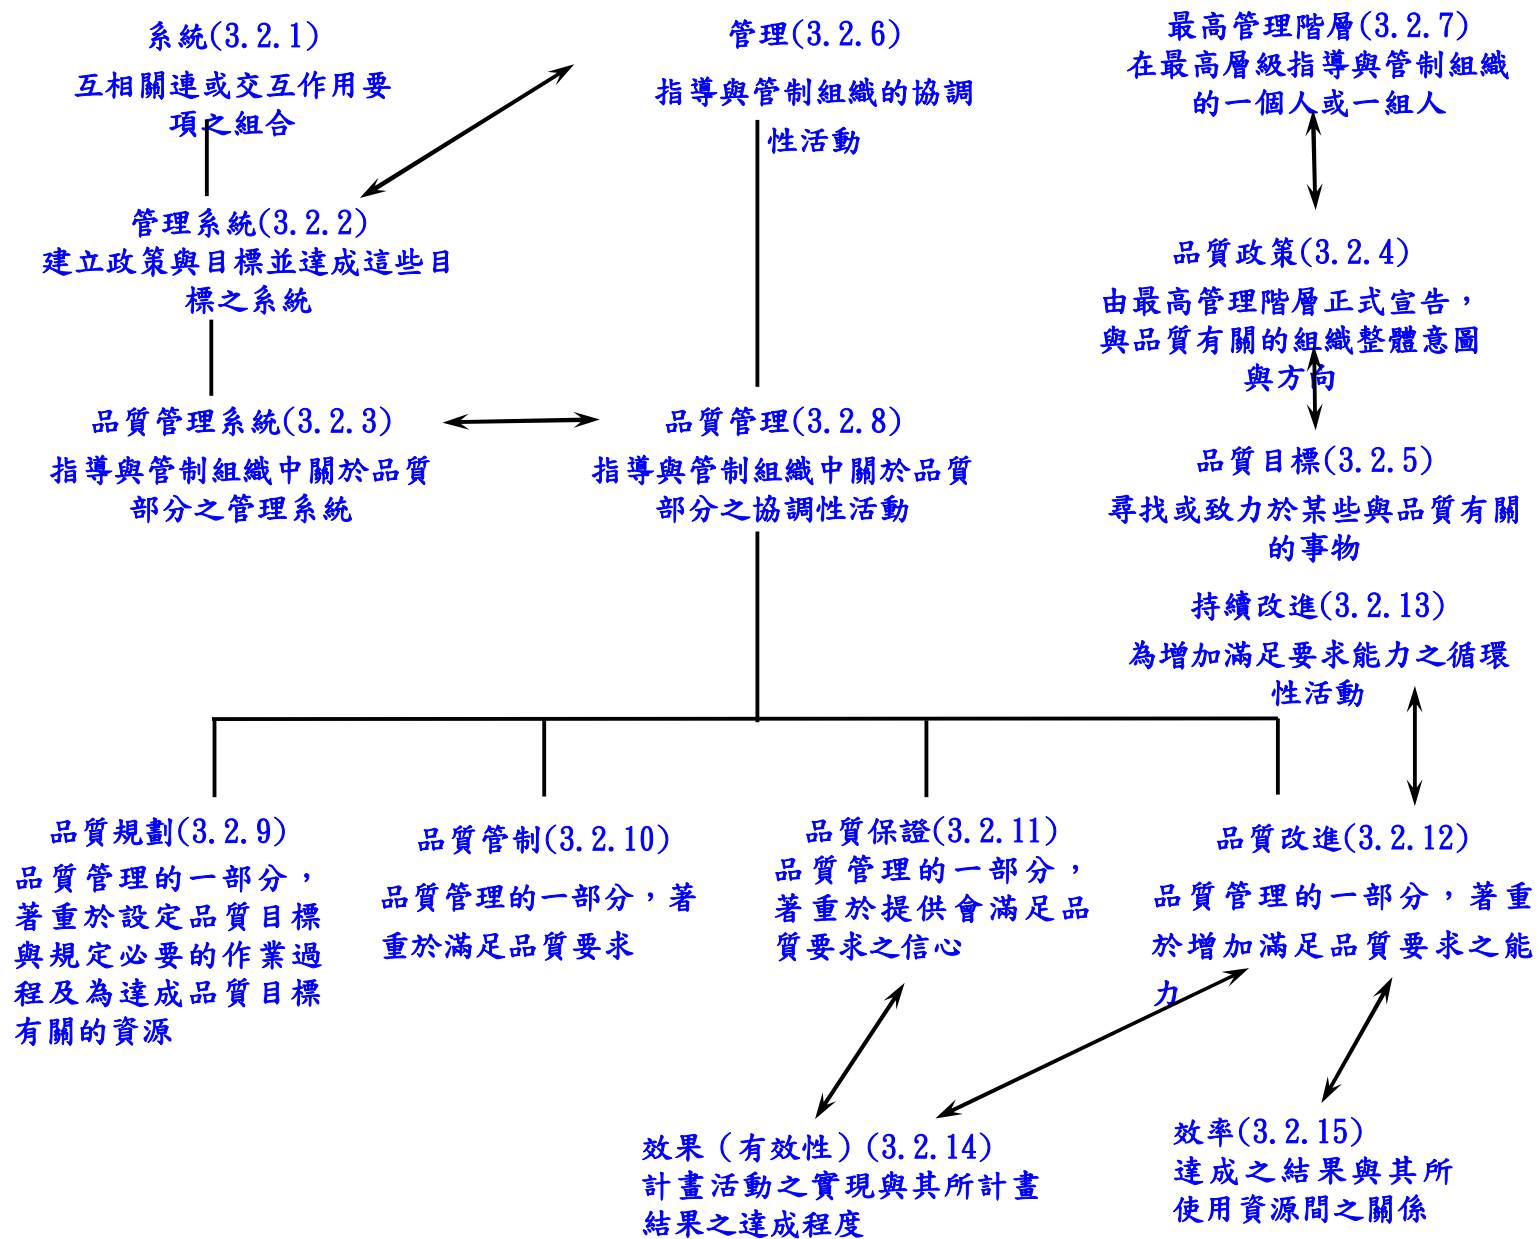 系統(3.2.1)
互相關連或交互作用要
項之組合
管理(3.2.6)
指導與管制組織的協調
性活動
最高管理階層(3.2.7)
在最高層級指導與管制組織
的一個人或一組人
管理系統(3.2.2)
建立政策與目標並達成這些目
標之系統
品質政策(3.2.4)
由最高管理階層正式宣告，
與品質有關的組織整體意圖
與方向
品質管理系統(3.2.3)
指導與管制組織中關於品質
部分之管理系統
品質管理(3.2.8)
指導與管制組織中關於品質
部分之協調性活動
品質目標(3.2.5)
尋找或致力於某些與品質有關
的事物
持續改進(3.2.13)
為增加滿足要求能力之循環
性活動
品質規劃(3.2.9)
品質管理的一部分，
著重於設定品質目標
與規定必要的作業過
程及為達成品質目標
有關的資源
品質管制(3.2.10)
品質管理的一部分，著
重於滿足品質要求
品質保證(3.2.11)
品質管理的一部分，
著重於提供會滿足品
質要求之信心
品質改進(3.2.12)
品質管理的一部分，著重
於增加滿足品質要求之能
力
效果（有效性）(3.2.14)
計畫活動之實現與其所計畫
結果之達成程度
效率(3.2.15)
達成之結果與其所
使用資源間之關係